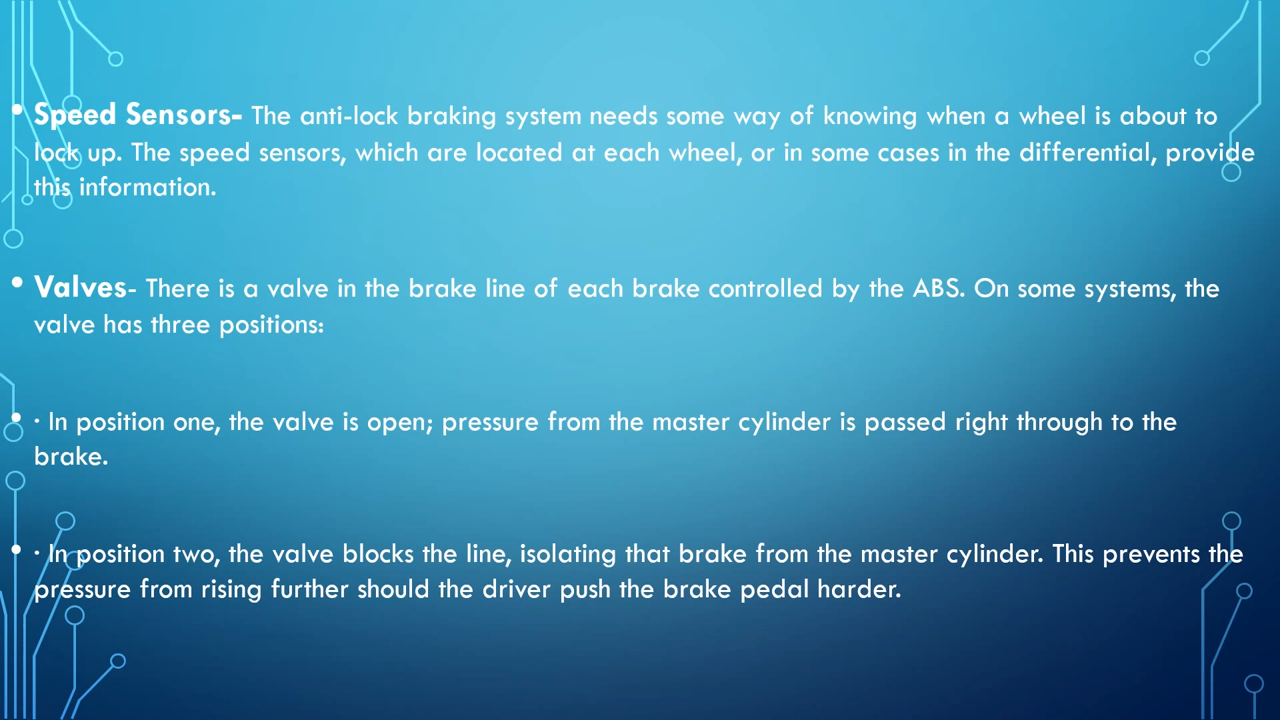 • Speed Sensors- The anti-lock braking system needs some way of knowing when a wheel is about to
lock up. The speed sensors, which are located at each wheel, or in some cases in the differential, provide
this information.
• Valves- There is a valve in the brake line of each brake controlled by the ABS. On some systems, the
valve has three positions:
• · In position one, the valve is open; pressure from the master cylinder is passed right through to the
brake.
• · In position two, the valve blocks the line, isolating that brake from the master cylinder. This prevents the
pressure from rising further should the driver push the brake pedal harder.